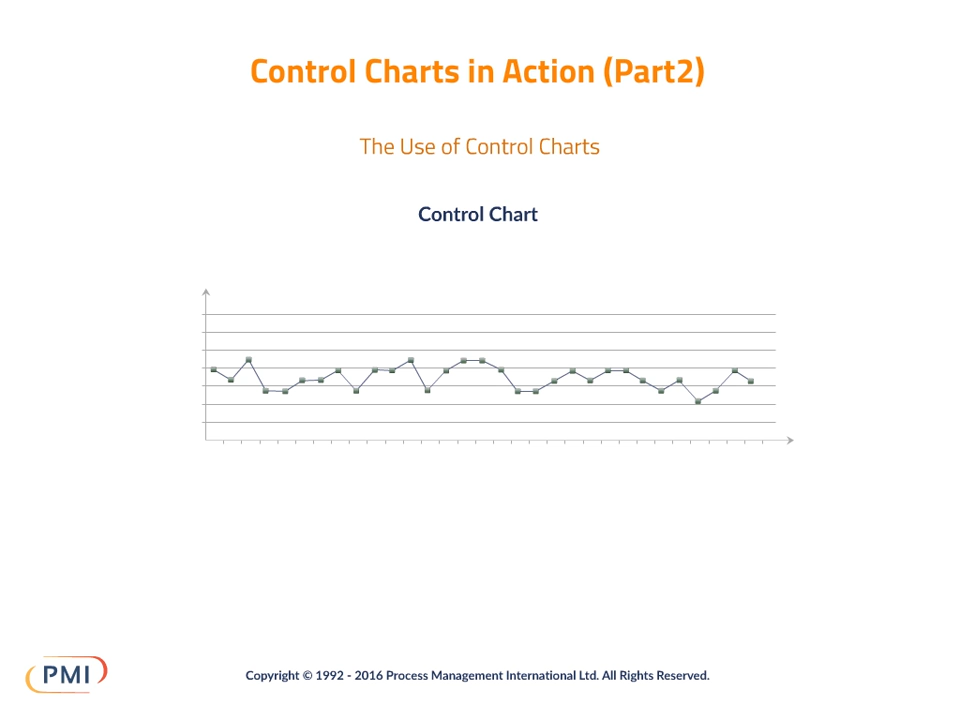 Control Charts in Action (Part2)
The Use of Control Charts
Control Chart
PMI
Copyright © 1992 - 2016 Process Management International Ltd. All Rights Reserved.